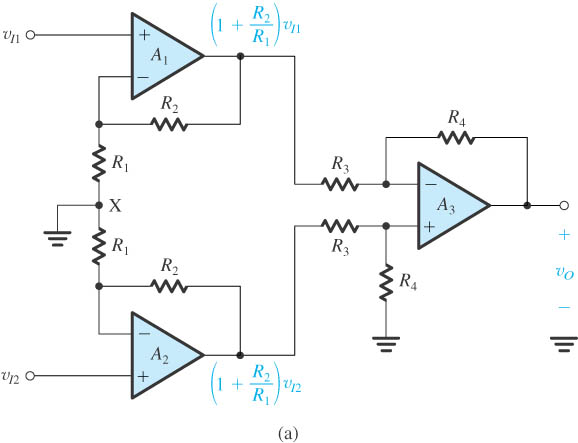 v_I1
+
A_1
−
(1 + R_2/R_1)v_I1
R_2
R_1
X
R_1
R_2
−
A_2
+
v_I2
(1 + R_2/R_1)v_I2
R_3
R_4
−
A_3
+
R_3
R_4
+
v_O
−
(a)